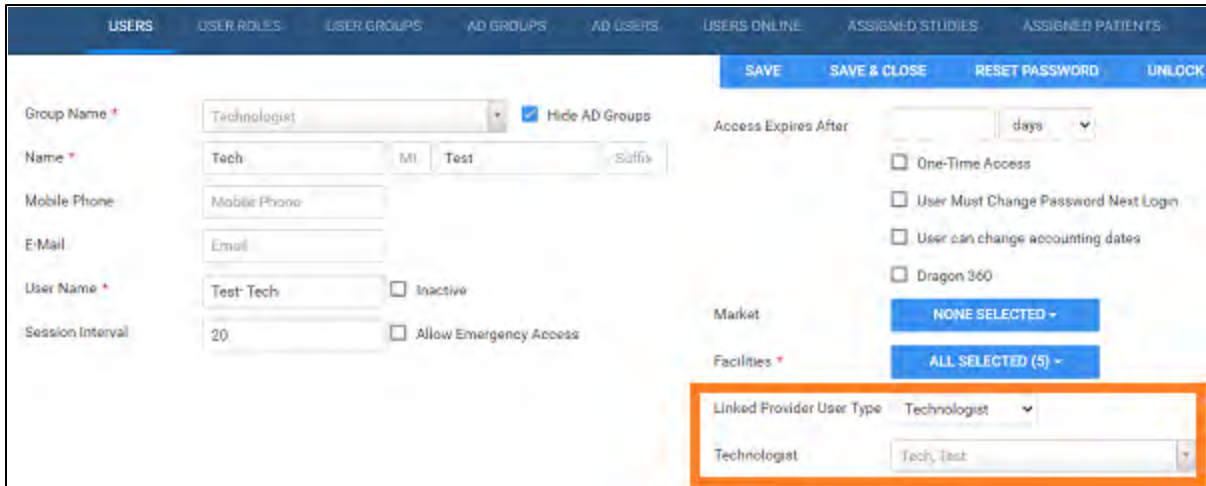 USERS USER ROLES USER GROUPS AD GROUPS AD USERS USERS ONLINE ASSIGNED STUDIES ASSIGNED PATIENTS
SAVE SAVE & CLOSE RESET PASSWORD UNLOCK
Group Name * Technologist Hide AD Groups
Name * Tech MI Test Suffix
Mobile Phone Mobile Phone
E-Mail Email
User Name * Test-Tech Inactive
Session Interval 20 Allow Emergency Access
Access Expires After days
One-Time Access
User Must Change Password Next Login
User can change accounting dates
Dragon 360
Market NONE SELECTED
Facilities * ALL SELECTED (5)
Linked Provider User Type Technologist
Technologist Tech, Test